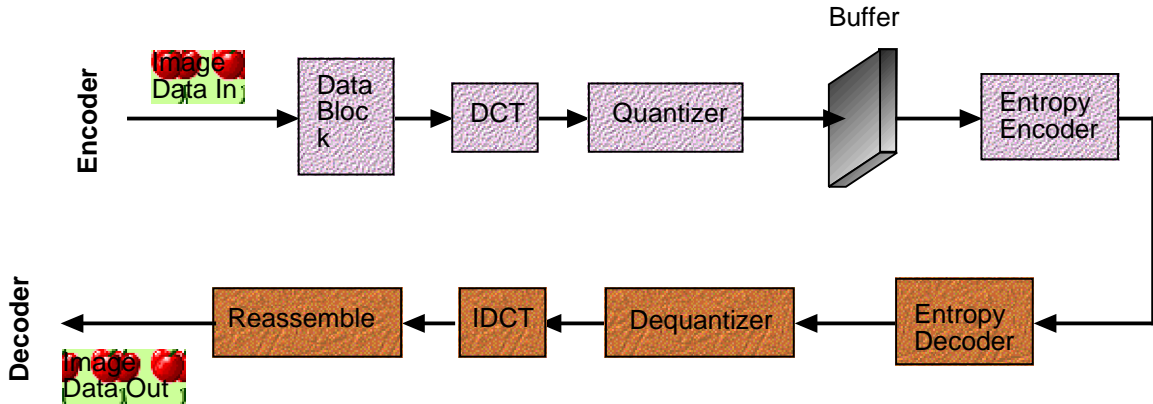 Buffer
Encoder
Image
Data In
Data
Bloc
k
DCT
Quantizer
Entropy
Encoder
Decoder
Reassemble
IDCT
Dequantizer
Entropy
Decoder
Image
Data Out